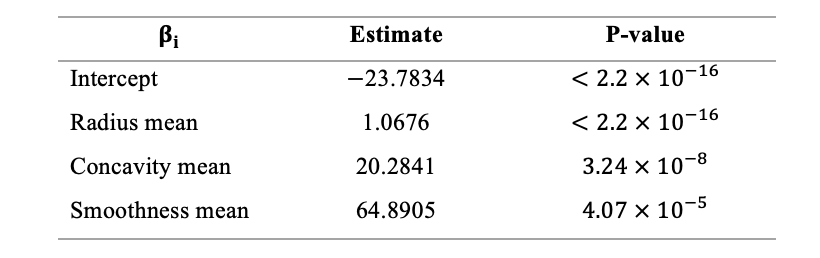 βᵢ Estimate P-value
Intercept −23.7834 < 2.2 × 10⁻¹⁶
Radius mean 1.0676 < 2.2 × 10⁻¹⁶
Concavity mean 20.2841 3.24 × 10⁻⁸
Smoothness mean 64.8905 4.07 × 10⁻⁵